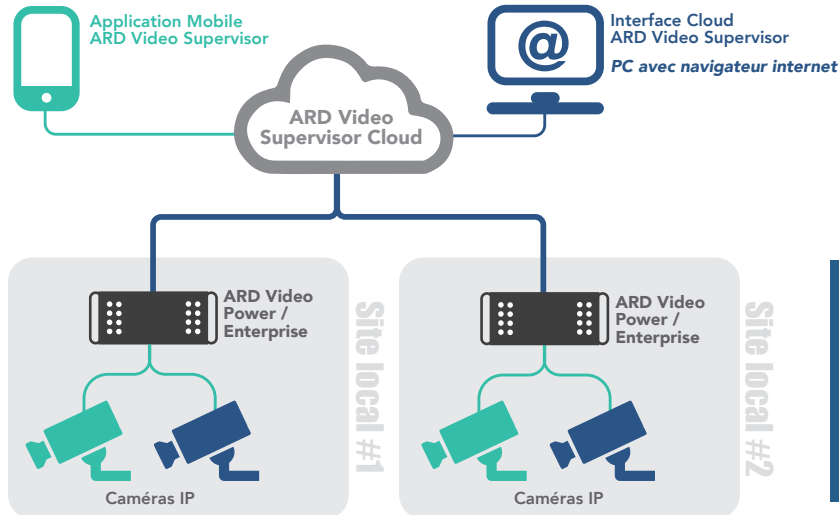 Application Mobile
ARD Video Supervisor
Interface Cloud
ARD Video Supervisor
PC avec navigateur internet
@
ARD Video
Supervisor Cloud
ARD Video
Power /
Enterprise
Site local #1
Caméras IP
ARD Video
Power /
Enterprise
Site local #2
Caméras IP